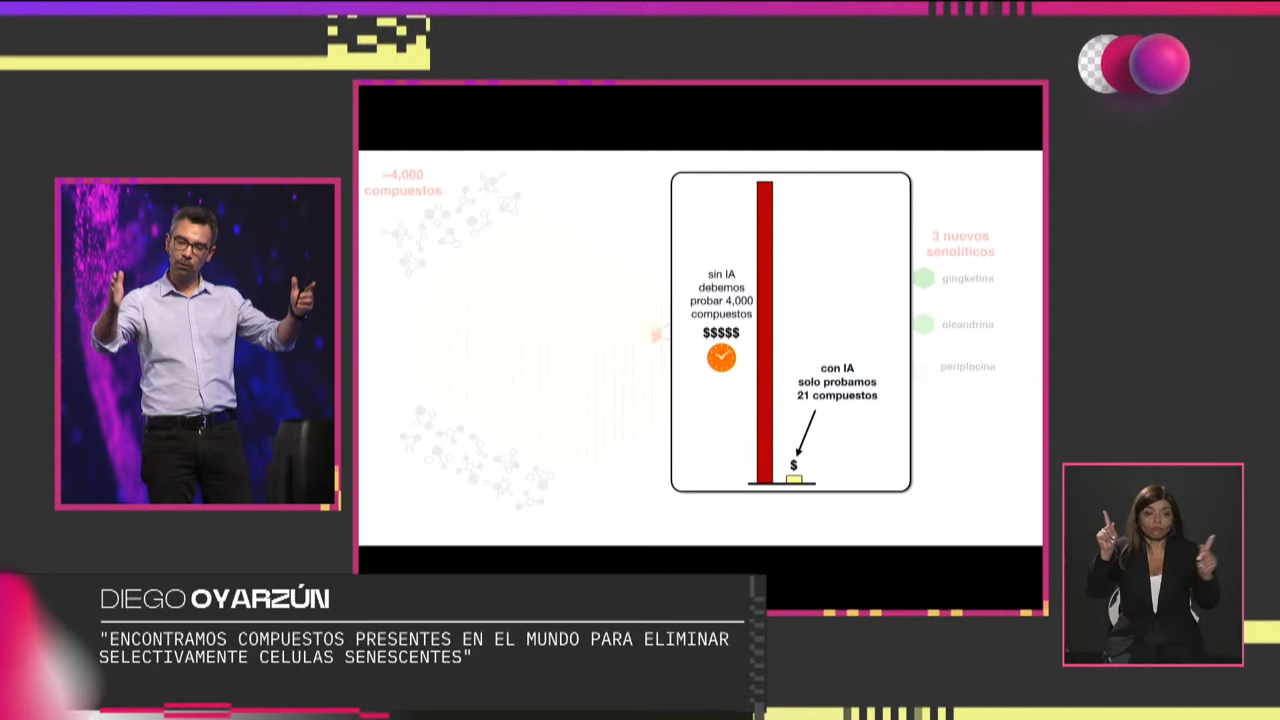 ~4,000
compuestos
sin IA
debemos
probar 4,000
compuestos
$$$$$
con IA
solo probamos
21 compuestos
$
3 nuevos
senolíticos
gingketina
oleandrina
periplocina
DIEGO OYARZÚN
"ENCONTRAMOS COMPUESTOS PRESENTES EN EL MUNDO PARA ELIMINAR
SELECTIVAMENTE CELULAS SENESCENTES"